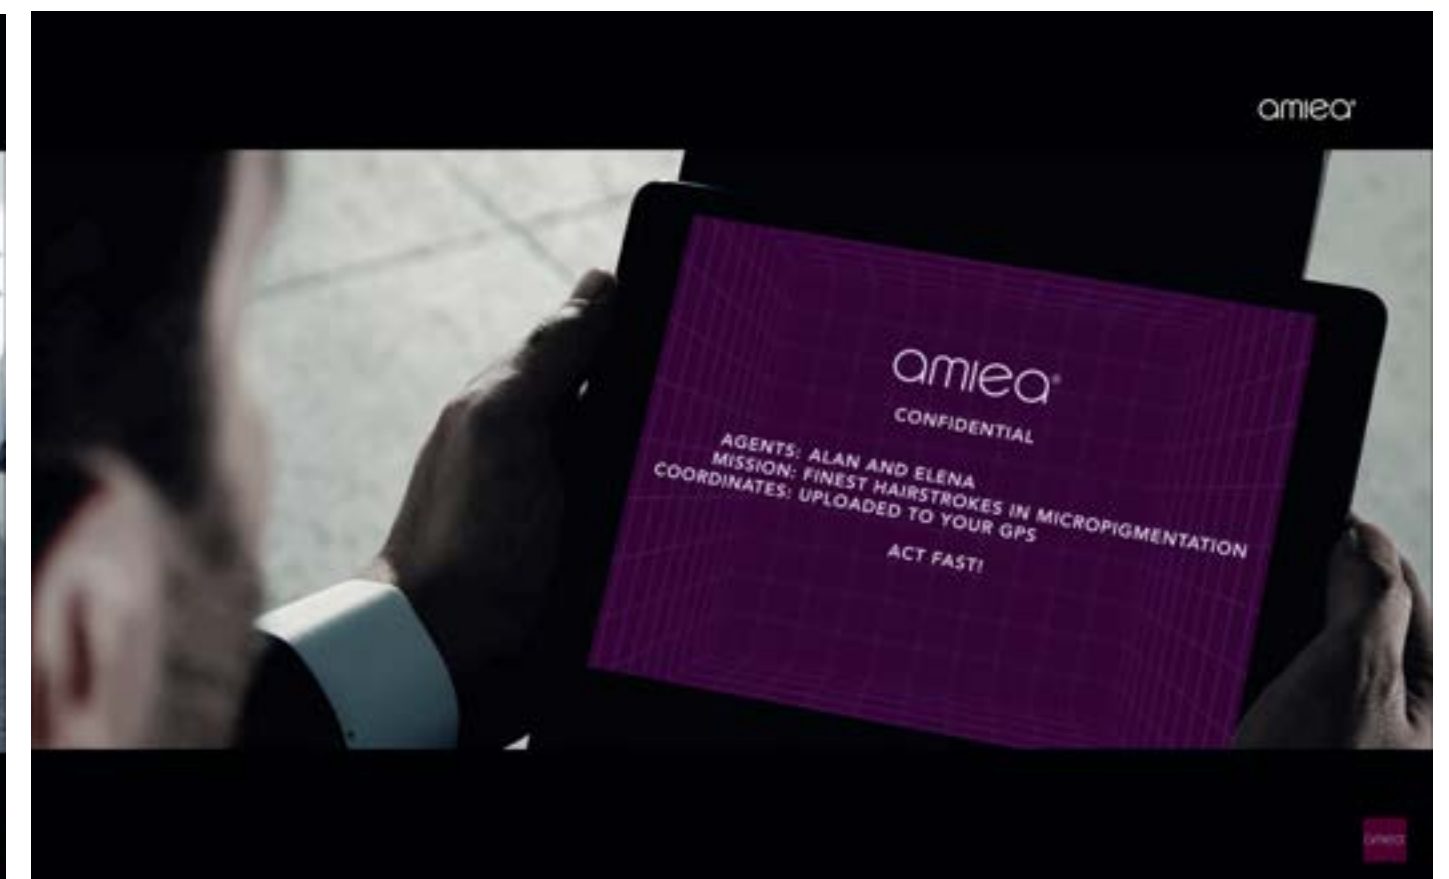 amiea®
amiea®
CONFIDENTIAL
AGENTS: ALAN AND ELENA
MISSION: FINEST HAIRSTROKES IN MICROPIGMENTATION
COORDINATES: UPLOADED TO YOUR GPS
ACT FAST!
amiea